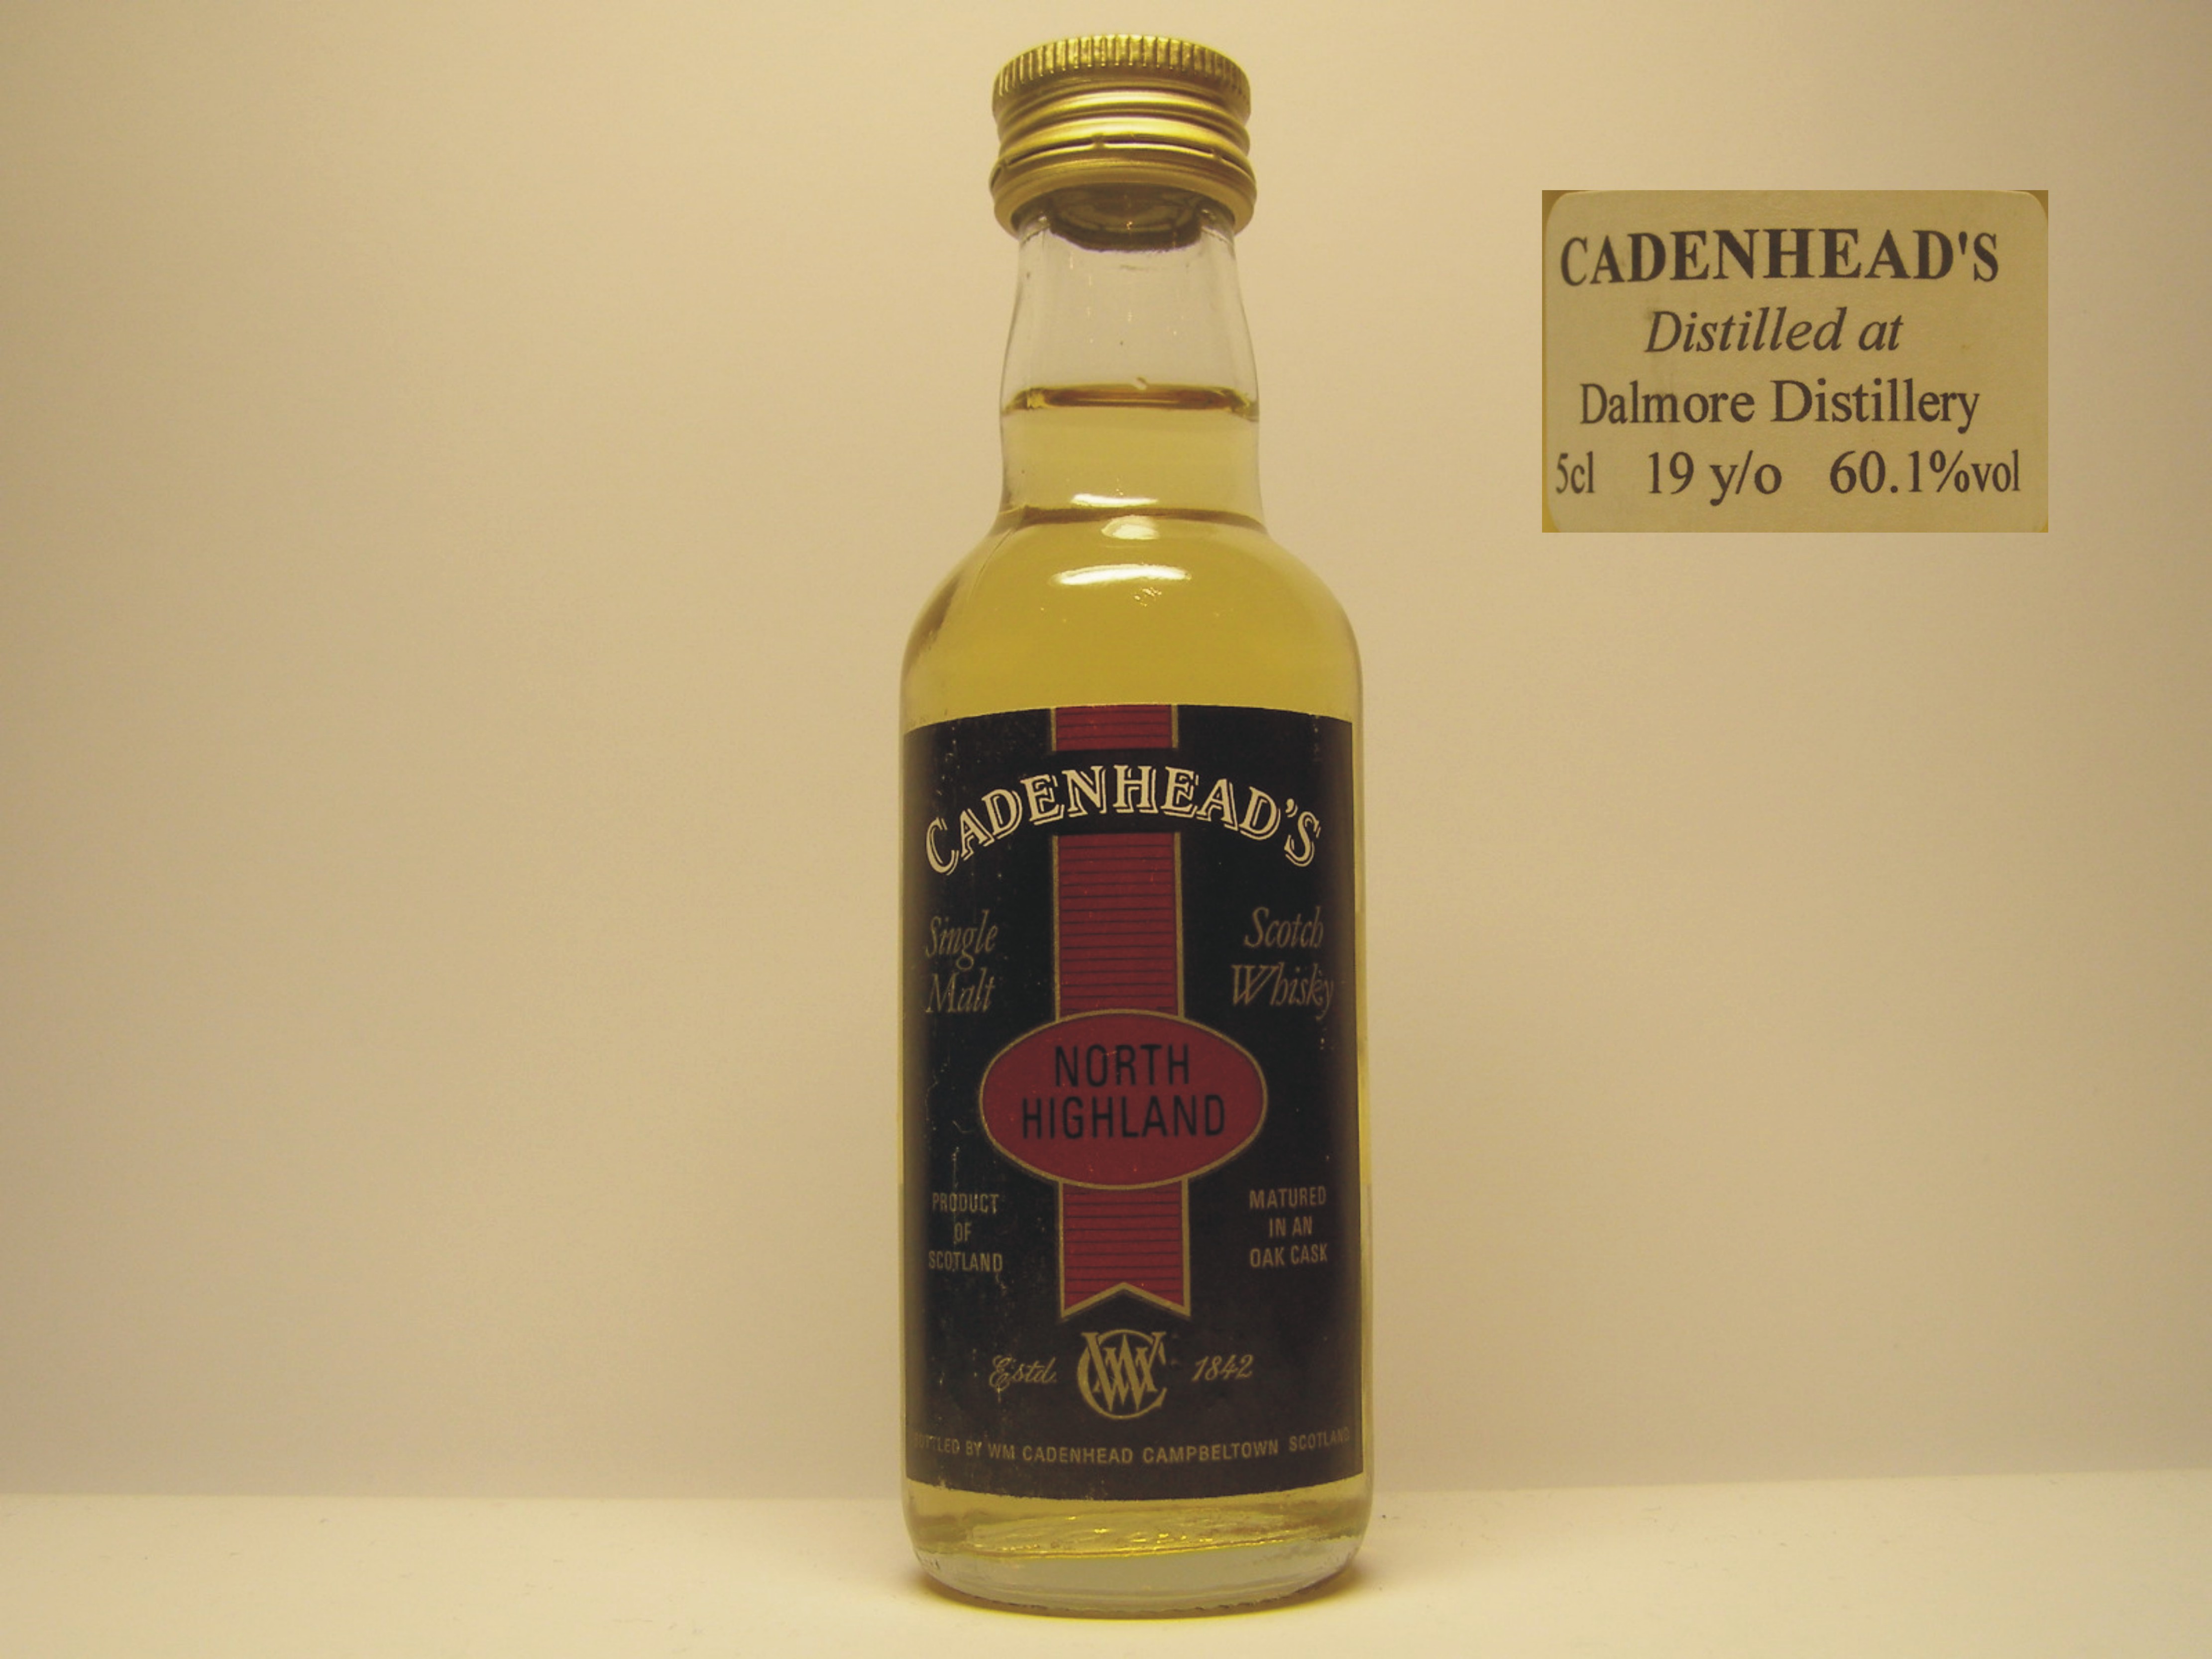 CADENHEAD'S
Single
Malt
Scotch
Whisky
NORTH
HIGHLAND
PRODUCT
OF
SCOTLAND
MATURED
IN AN
OAK CASK
Estd. WC 1842
BOTTLED BY WM CADENHEAD CAMPBELTOWN SCOTLAND
CADENHEAD'S
Distilled at
Dalmore Distillery
5cl 19 y/o 60.1%vol